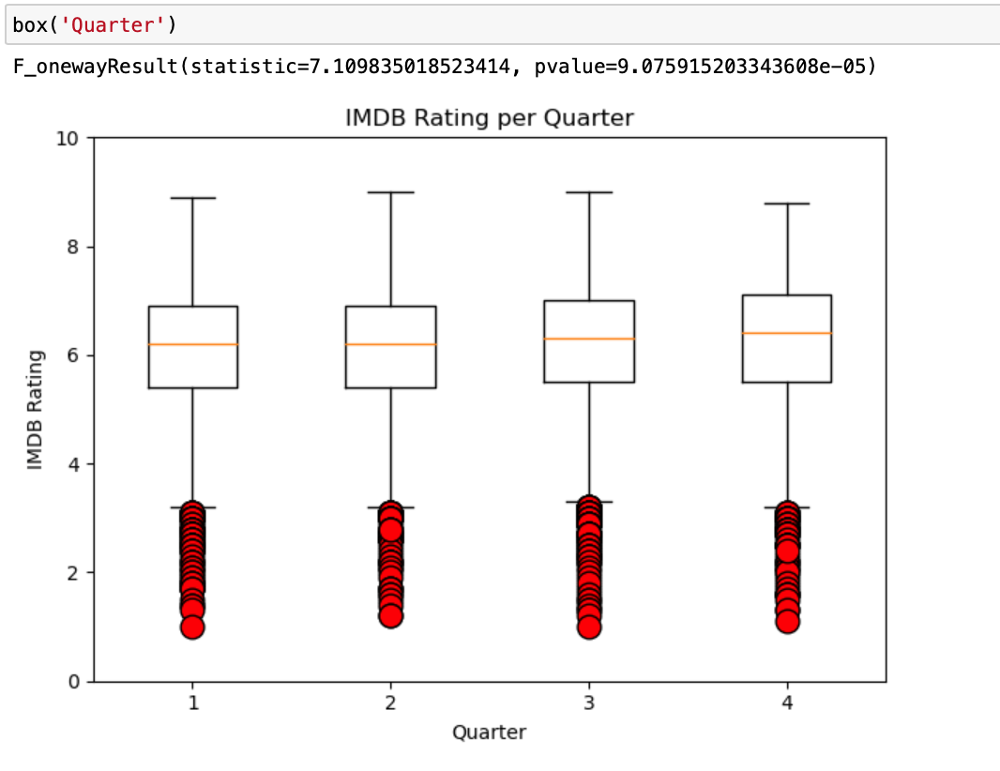 box('Quarter')
F_onewayResult(statistic=7.109835018523414, pvalue=9.075915203343608e-05)
IMDB Rating per Quarter
10
8
6
4
2
0
IMDB Rating
1 2 3 4
Quarter